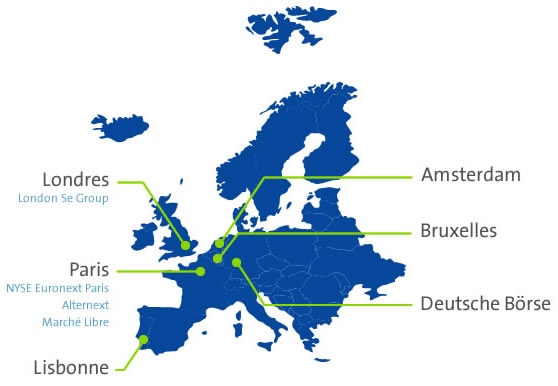 Londres
London Se Group
Paris
NYSE Euronext Paris
Alternext
Marché Libre
Lisbonne
Amsterdam
Bruxelles
Deutsche Börse